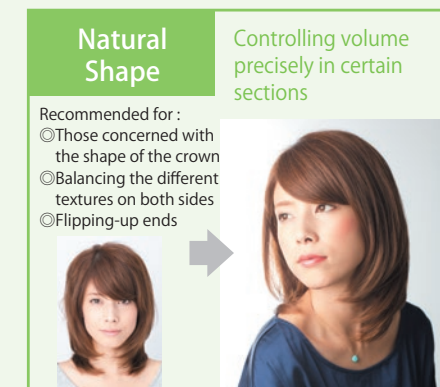 Natural
Shape
Controlling volume
precisely in certain
sections
Recommended for :
◎Those concerned with
the shape of the crown
◎Balancing the different
textures on both sides
◎Flipping-up ends